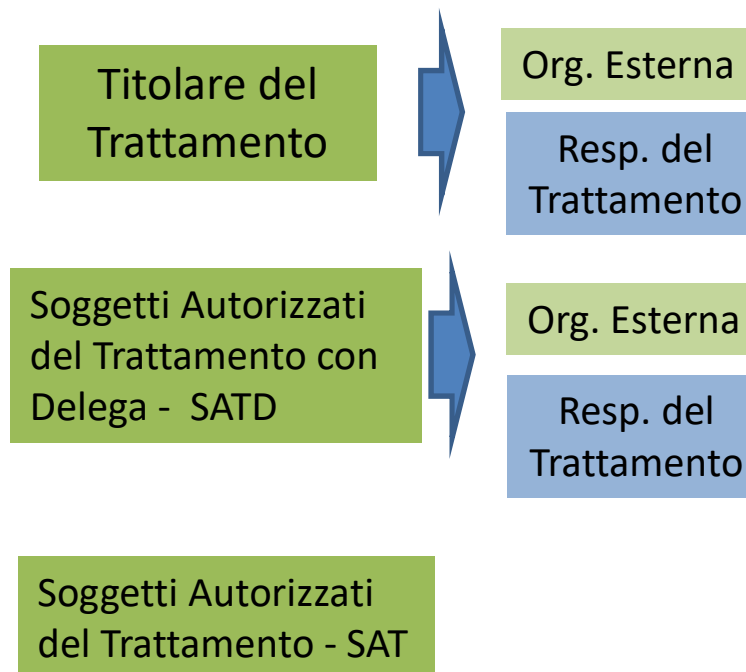 Titolare del
Trattamento
Org. Esterna
Resp. del
Trattamento
Soggetti Autorizzati
del Trattamento con
Delega - SATD
Org. Esterna
Resp. del
Trattamento
Soggetti Autorizzati
del Trattamento - SAT